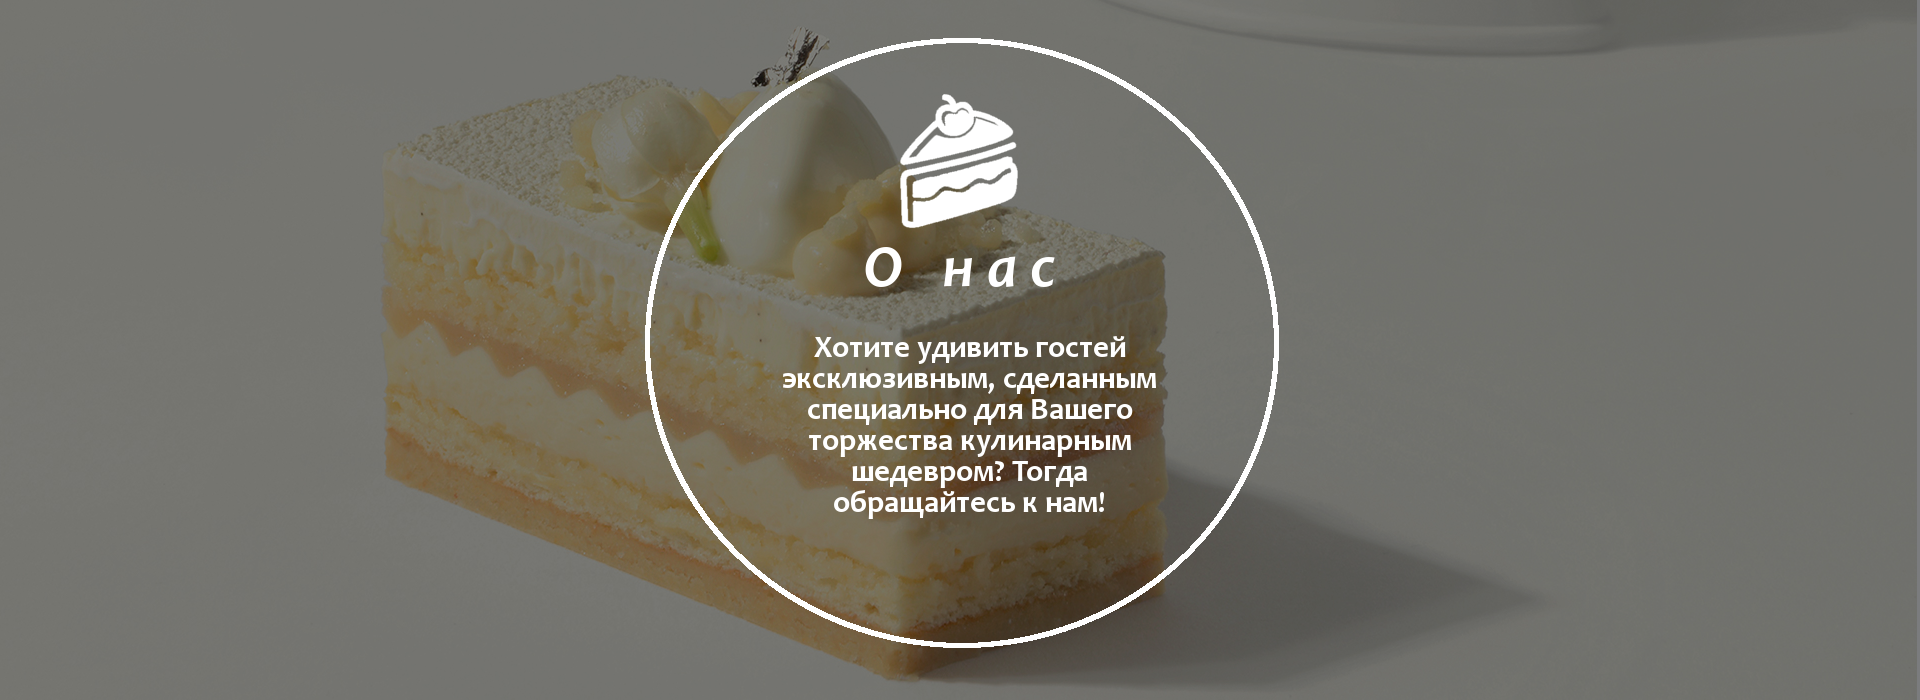 О нас
Хотите удивить гостей
эксклюзивным, сделанным
специально для Вашего
торжества кулинарным
шедевром? Тогда
обращайтесь к нам!